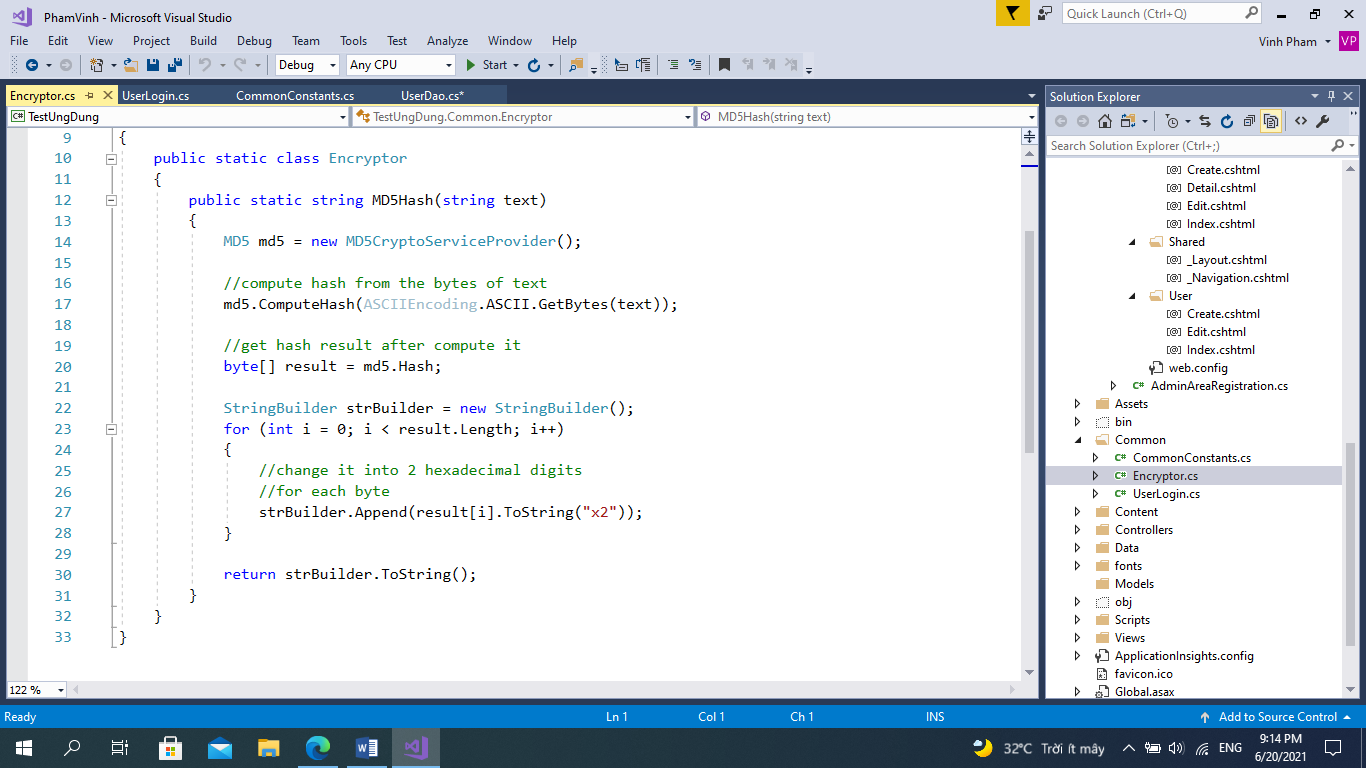 PhamVinh - Microsoft Visual Studio
Quick Launch (Ctrl+Q)
File Edit View Project Build Debug Team Tools Test Analyze Window Help
Vinh Pham
VP
Debug
Any CPU
Start
Encryptor.cs
UserLogin.cs
CommonConstants.cs
UserDao.cs*
C# TestUngDung
TestUngDung.Common.Encryptor
MD5Hash(string text)
9 {
10 public static class Encryptor
11 {
12 public static string MD5Hash(string text)
13 {
14 MD5 md5 = new MD5CryptoServiceProvider();
15
16 //compute hash from the bytes of text
17 md5.ComputeHash(ASCIIEncoding.ASCII.GetBytes(text));
18
19 //get hash result after compute it
20 byte[] result = md5.Hash;
21
22 StringBuilder strBuilder = new StringBuilder();
23 for (int i = 0; i < result.Length; i++)
24 {
25 //change it into 2 hexadecimal digits
26 //for each byte
27 strBuilder.Append(result[i].ToString("x2"));
28 }
29
30 return strBuilder.ToString();
31 }
32 }
33 }
122 %
Solution Explorer
Search Solution Explorer (Ctrl+;)
[@] Create.cshtml
[@] Detail.cshtml
[@] Edit.cshtml
[@] Index.cshtml
Shared
[@] _Layout.cshtml
[@] _Navigation.cshtml
User
[@] Create.cshtml
[@] Edit.cshtml
[@] Index.cshtml
web.config
C# AdminAreaRegistration.cs
Assets
bin
Common
C# CommonConstants.cs
C# Encryptor.cs
C# UserLogin.cs
Content
Controllers
Data
fonts
Models
obj
Scripts
Views
ApplicationInsights.config
favicon.ico
Global.asax
Ready
Ln 1
Col 1
Ch 1
INS
Add to Source Control
32°C Trời ít mây
ENG
9:14 PM
6/20/2021